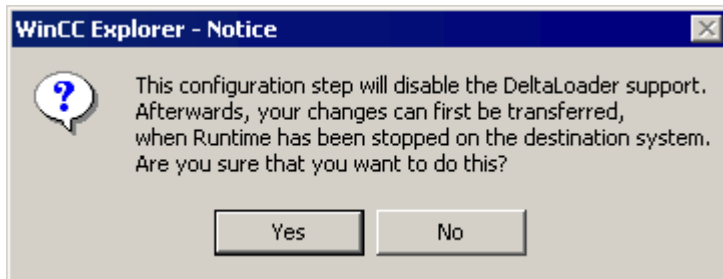 WinCC Explorer - Notice
This configuration step will disable the DeltaLoader support.
Afterwards, your changes can first be transferred,
when Runtime has been stopped on the destination system.
Are you sure that you want to do this?
Yes
No